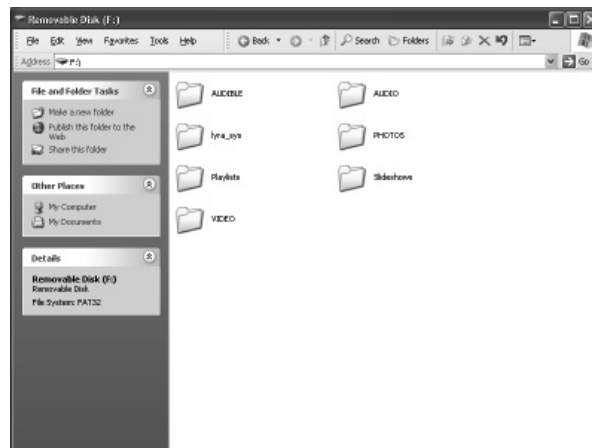 Removable Disk (F:)
File Edit View Favorites Tools Help Back Search Folders
Address F:\ Go
File and Folder Tasks
Make a new folder
Publish this folder to the
Web
Share this folder
Other Places
My Computer
My Documents
Details
Removable Disk (F:)
Removable Disk
File System: FAT32
AUDIBLE AUDIO
lyra_sys PHOTOS
Playlists Slideshows
VIDEO